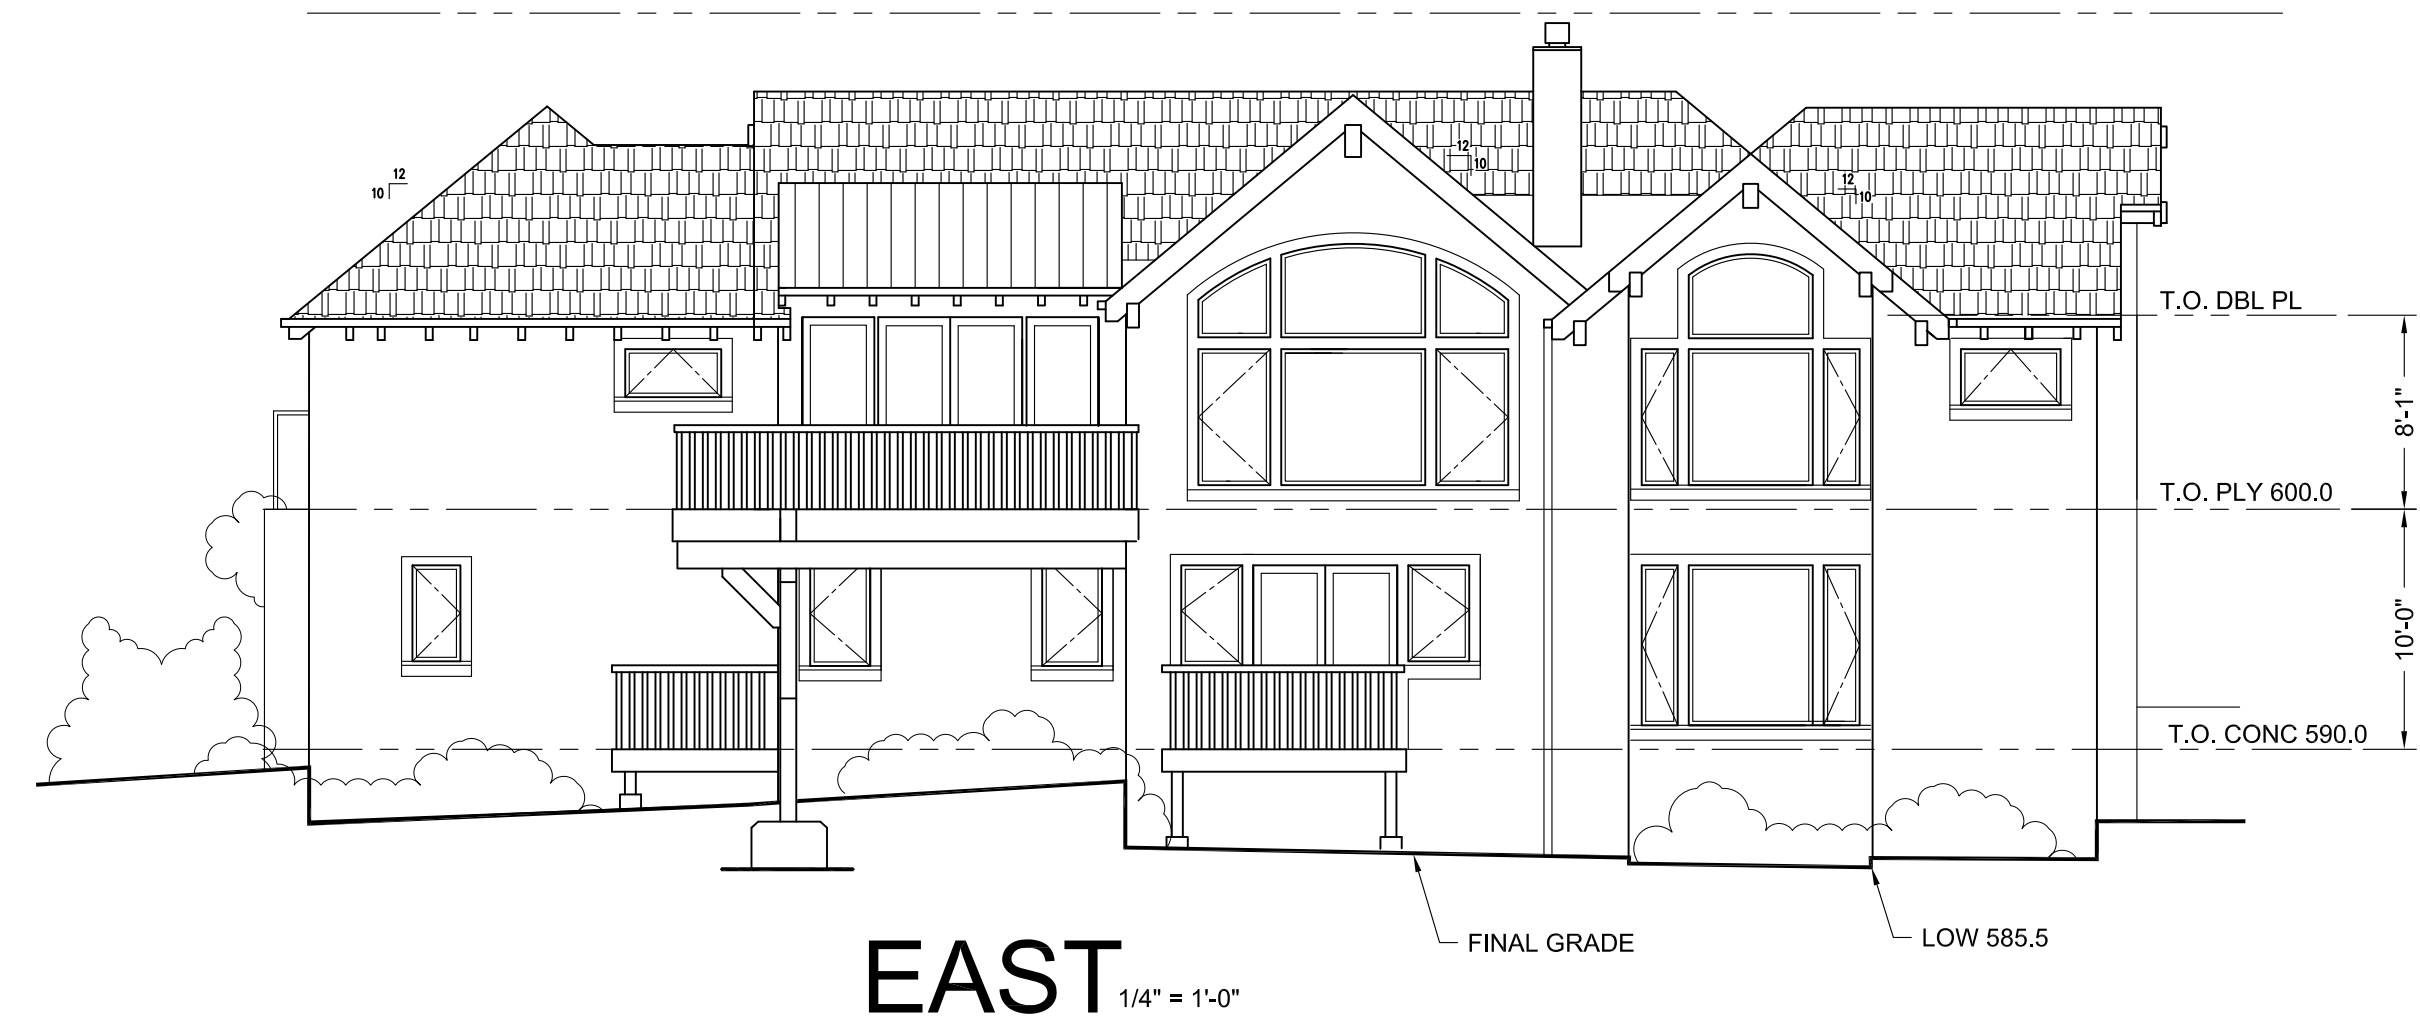 12
10
12
10
12
10
T.O. DBL PL
8'-1"
T.O. PLY 600.0
10'-0"
T.O. CONC 590.0
FINAL GRADE
LOW 585.5
EAST 1/4" = 1'-0"